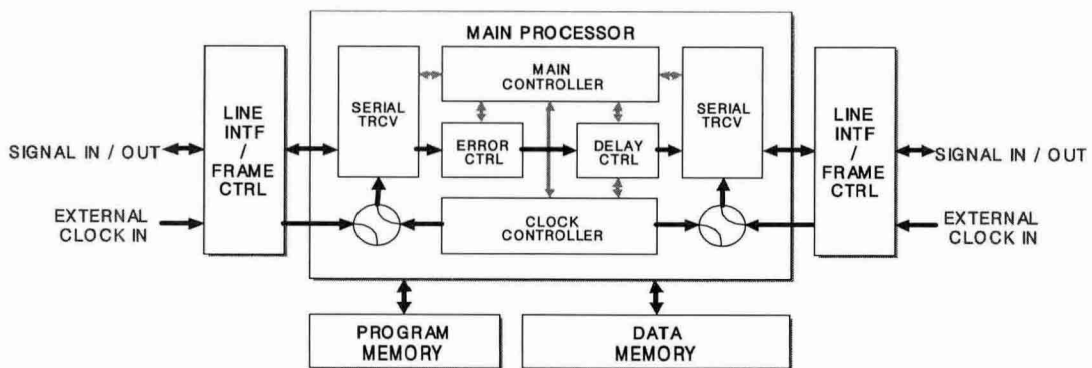 MAIN PROCESSOR
LINE
INTF
/
FRAME
CTRL
SERIAL
TRCV
MAIN
CONTROLLER
SERIAL
TRCV
LINE
INTF
/
FRAME
CTRL
ERROR
CTRL
DELAY
CTRL
SIGNAL IN / OUT
SIGNAL IN / OUT
EXTERNAL
CLOCK IN
CLOCK
CONTROLLER
EXTERNAL
CLOCK IN
PROGRAM
MEMORY
DATA
MEMORY